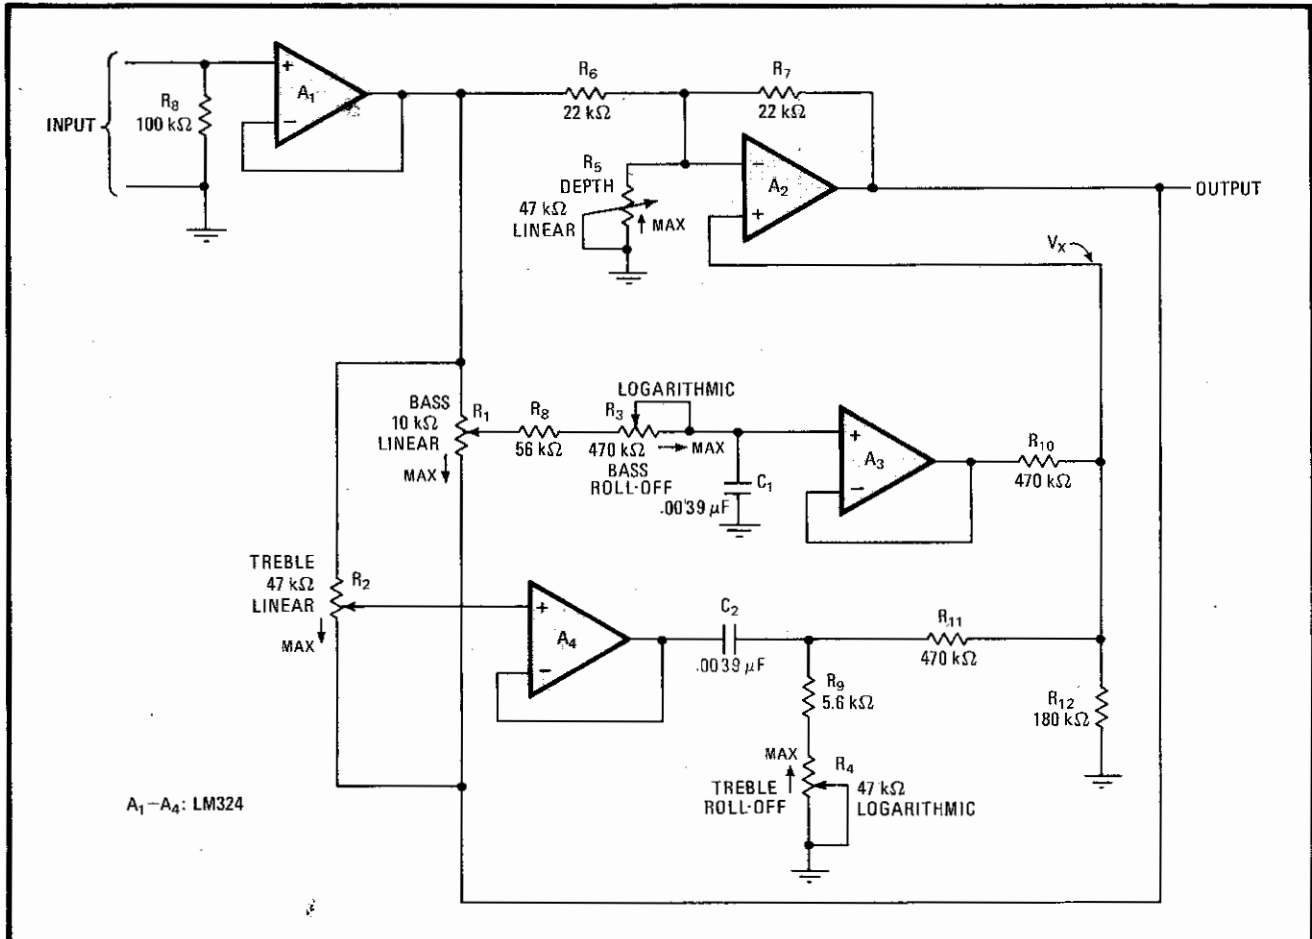 INPUT
R8
100 kΩ
+
A1
−
R6
22 kΩ
R7
22 kΩ
R5
DEPTH
47 kΩ
LINEAR
MAX
−
A2
+
OUTPUT
VX
BASS
10 kΩ
LINEAR
R1
MAX
R8
56 kΩ
LOGARITHMIC
R3
470 kΩ
MAX
BASS
ROLL-OFF
C1
.0039 μF
+
A3
−
R10
470 kΩ
TREBLE
47 kΩ
LINEAR
R2
MAX
+
A4
−
C2
.0039 μF
R11
470 kΩ
R9
5.6 kΩ
R12
180 kΩ
MAX
R4
TREBLE
ROLL-OFF
47 kΩ
LOGARITHMIC
A1–A4: LM324